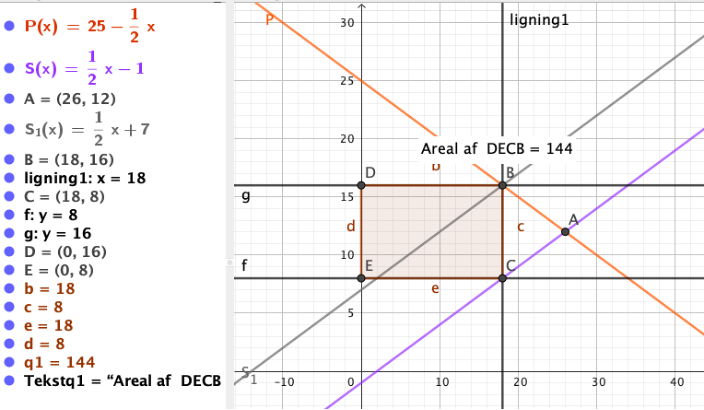 P(x) = 25 − 1/2 x
S(x) = 1/2 x − 1
A = (26, 12)
S₁(x) = 1/2 x + 7
B = (18, 16)
ligning1: x = 18
C = (18, 8)
f: y = 8
g: y = 16
D = (0, 16)
E = (0, 8)
b = 18
c = 8
e = 18
d = 8
q1 = 144
Tekstq1 = “Areal af DECB
P
30
ligning1
25
20
Areal af DECB = 144
b
D
B
g
15
d
c
A
10
f
E
C
e
5
S₁
-10
0
10
20
30
40